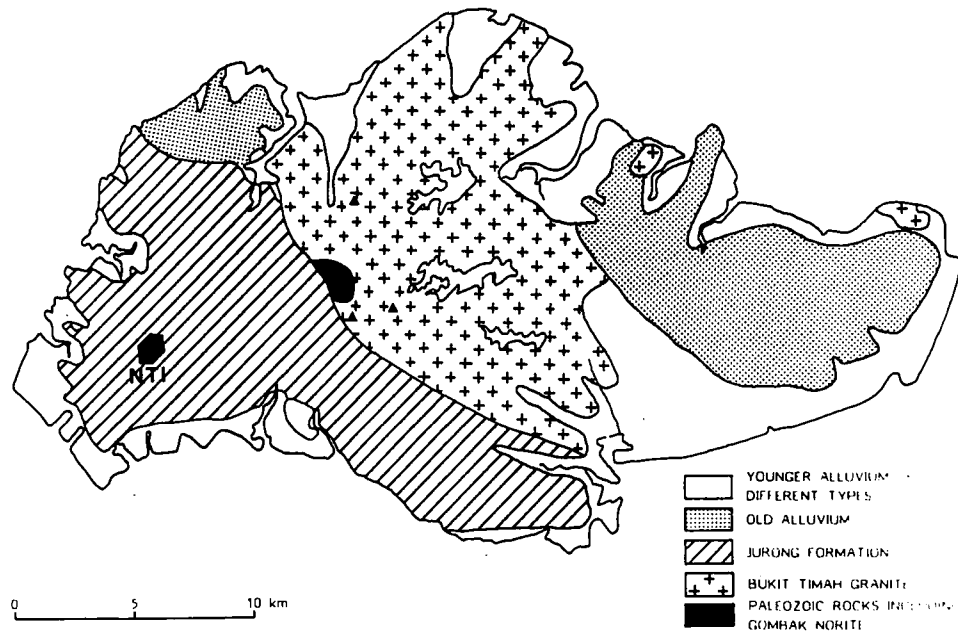 NTI
YOUNGER ALLUVIUM -
DIFFERENT TYPES
OLD ALLUVIUM
JURONG FORMATION
BUKIT TIMAH GRANITE
PALEOZOIC ROCKS
GOMBAK NORITE
0 5 10 km